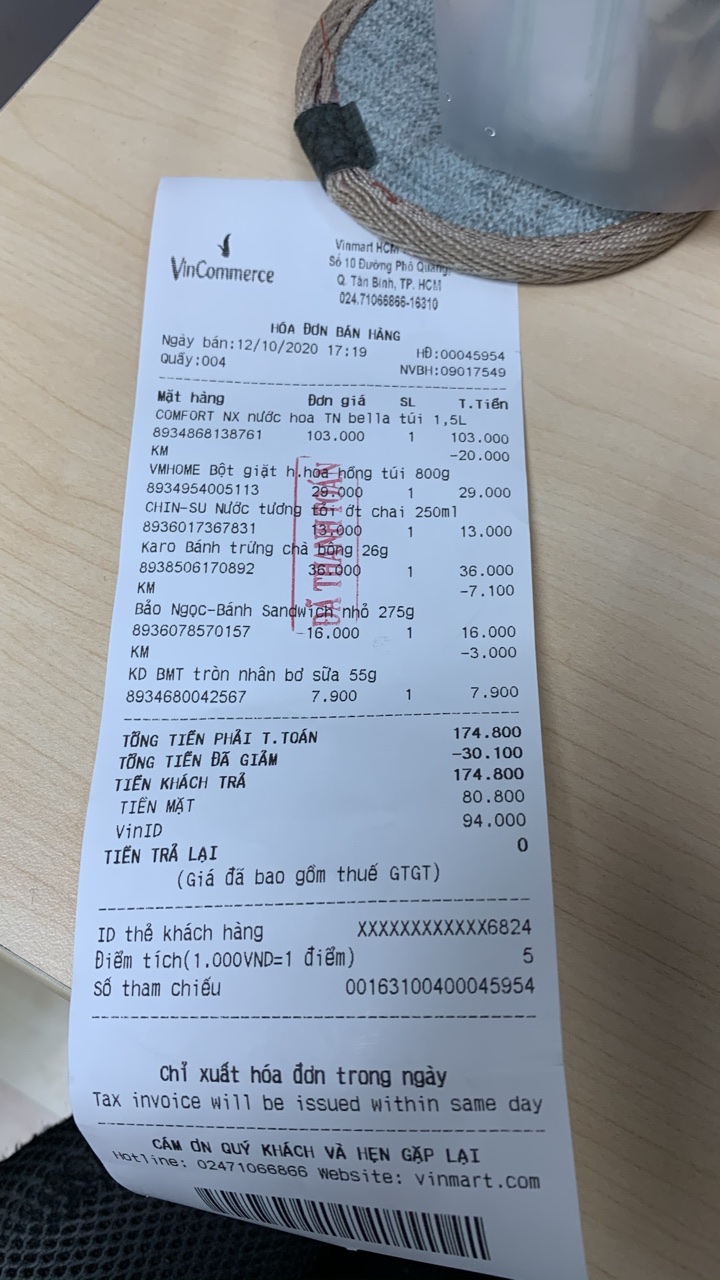 VinCommerce
Vinmart HCM
Số 10 Đường Phổ Quang,
Q. Tân Bình, TP. HCM
024.71066866-16310
HÓA ĐƠN BÁN HÀNG
Ngày bán:12/10/2020 17:19 HĐ:00045954
Quầy:004 NVBH:09017549
Mặt hàng Đơn giá SL T.Tiền
COMFORT NX nước hoa TN bella túi 1,5L
8934868138761 103.000 1 103.000
KM -20.000
VMHOME Bột giặt h.hoa hồng túi 800g
8934954005113 29.000 1 29.000
CHIN-SU Nước tương tỏi ớt chai 250ml
8936017367831 13.000 1 13.000
Karo Bánh trứng chà bông 26g
8938506170892 36.000 1 36.000
KM -7.100
Bảo Ngọc-Bánh Sandwich nhỏ 275g
8936078570157 16.000 1 16.000
KM -3.000
KD BMT tròn nhân bơ sữa 55g
8934680042567 7.900 1 7.900
ĐÃ THANH TOÁN
TỔNG TIỀN PHẢI T.TOÁN 174.800
TỔNG TIỀN ĐÃ GIẢM -30.100
TIỀN KHÁCH TRẢ 174.800
TIỀN MẶT 80.800
VinID 94.000
TIỀN TRẢ LẠI 0
(Giá đã bao gồm thuế GTGT)
ID thẻ khách hàng XXXXXXXXXXXX6824
Điểm tích(1.000VND=1 điểm) 5
Số tham chiếu 00163100400045954
Chỉ xuất hóa đơn trong ngày
Tax invoice will be issued within same day
CẢM ƠN QUÝ KHÁCH VÀ HẸN GẶP LẠI
Hotline: 02471066866 Website: vinmart.com